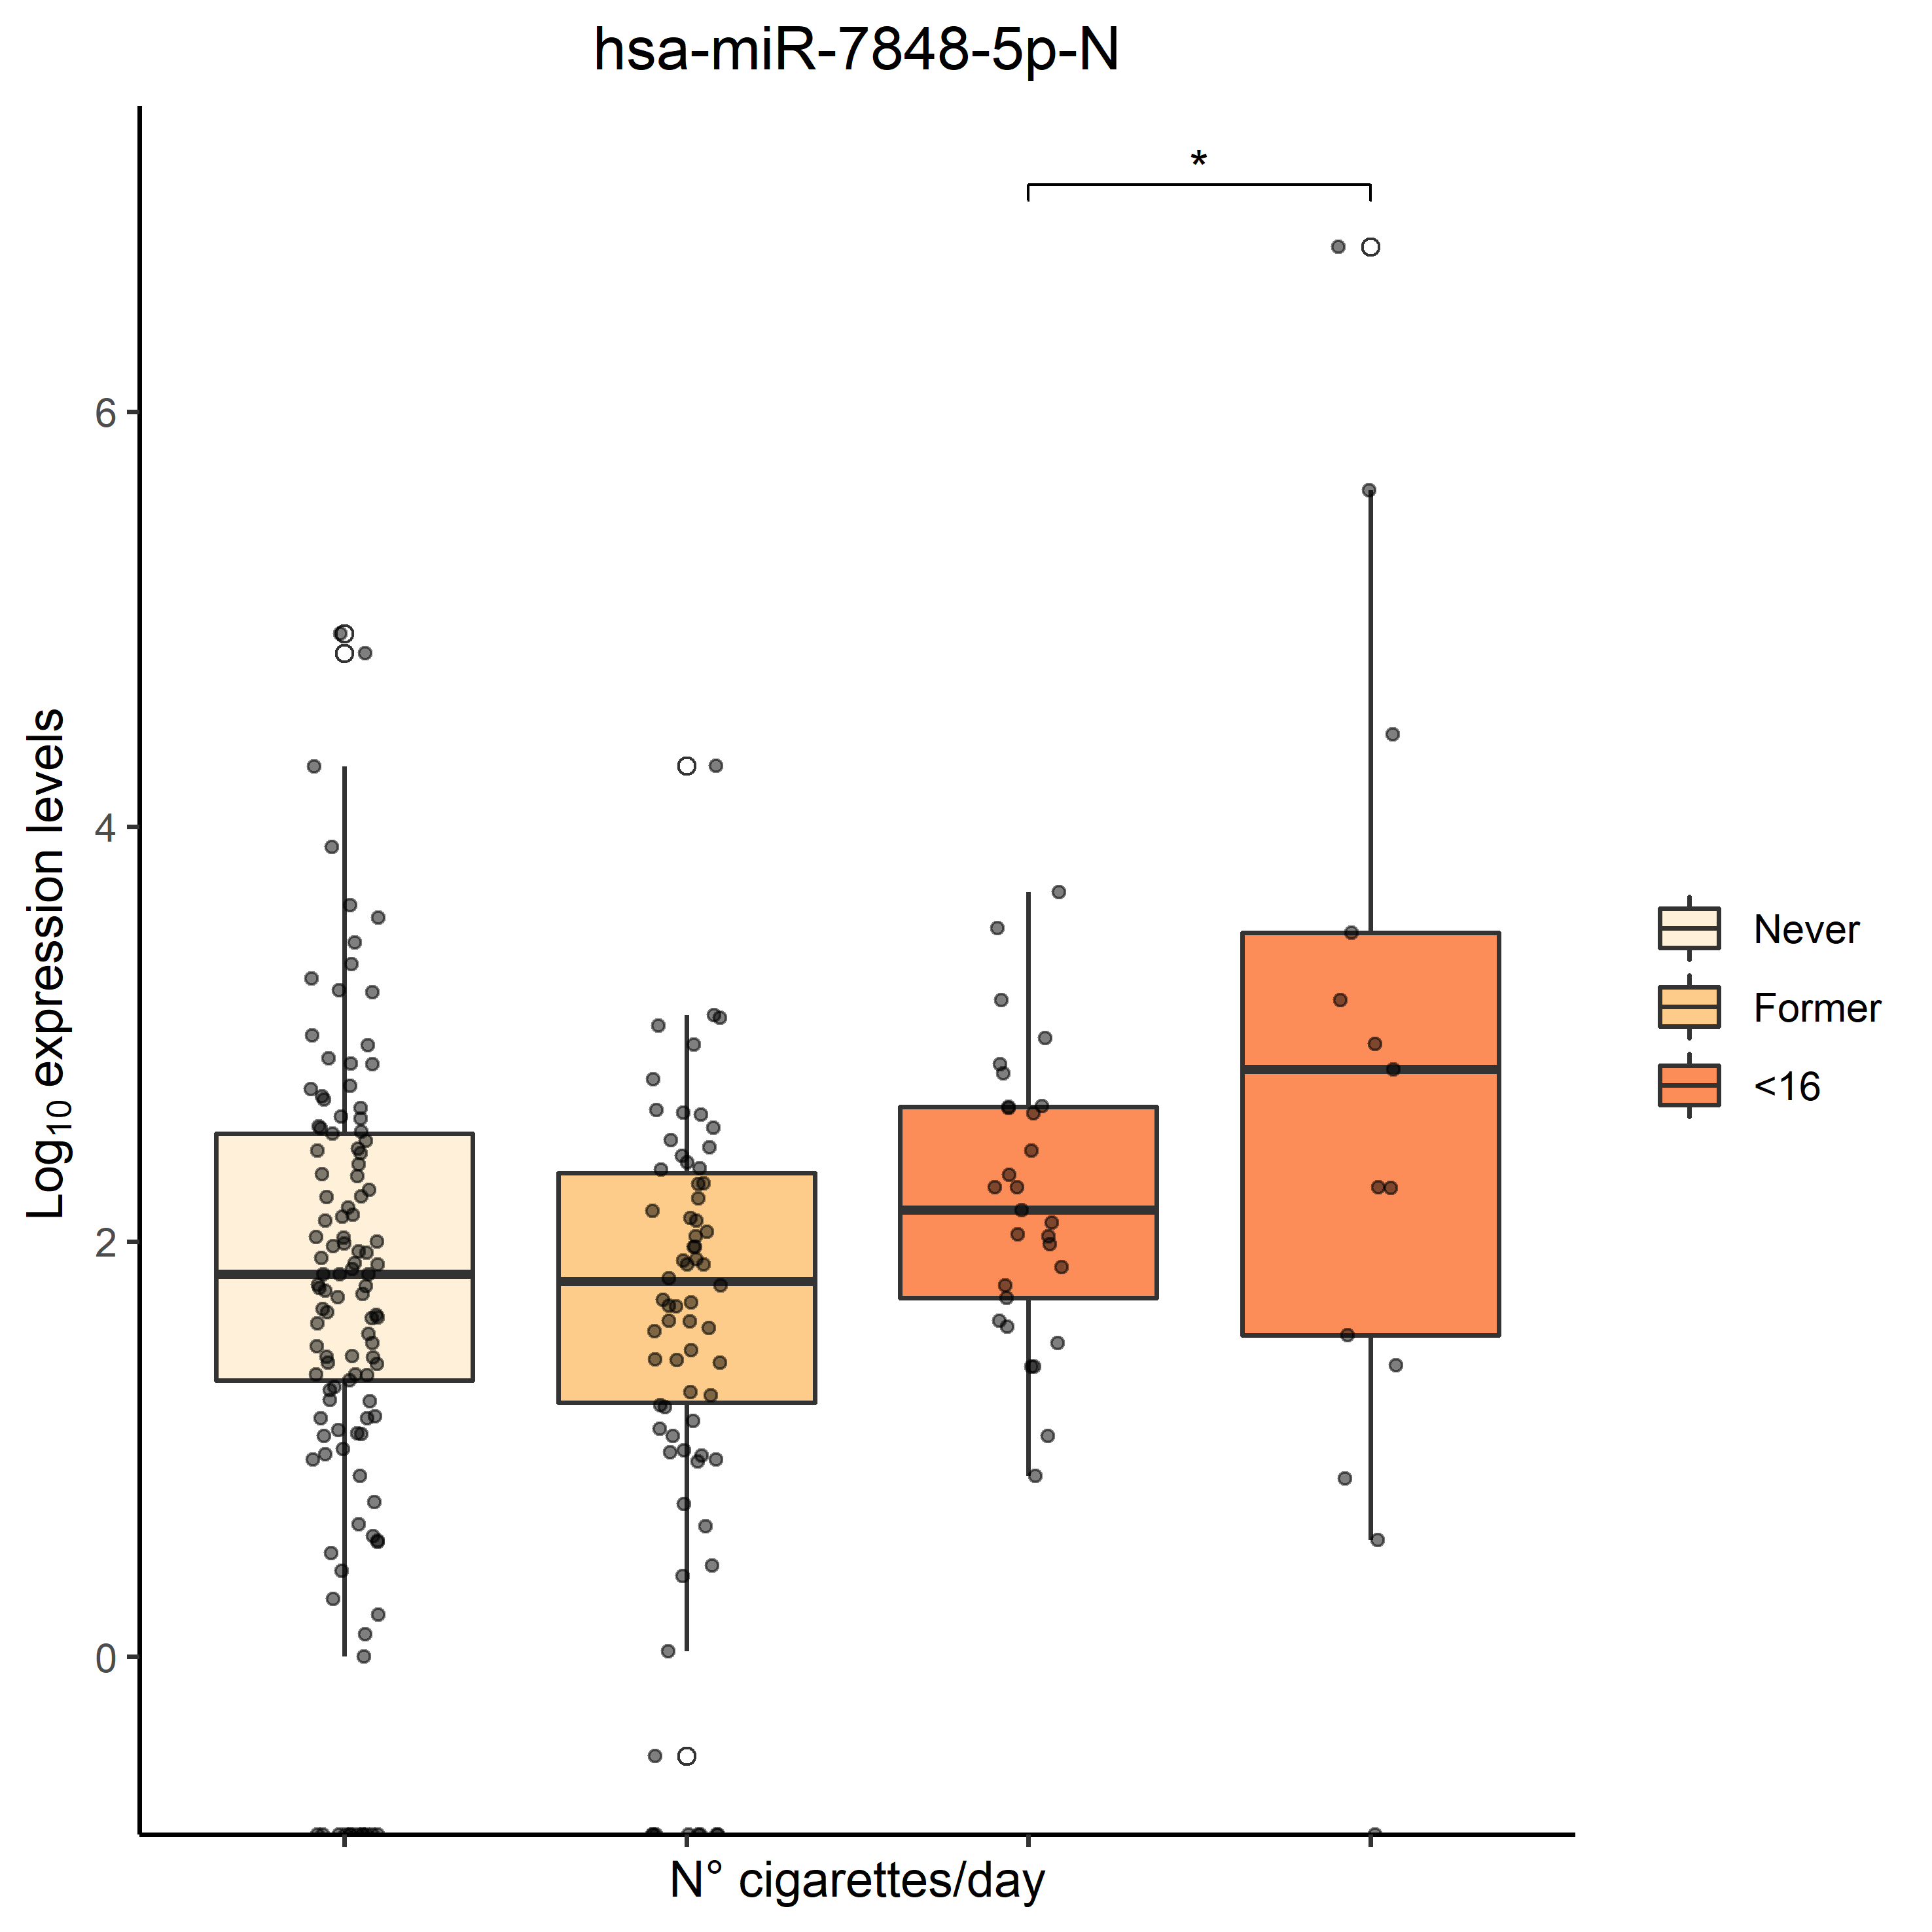 hsa-miR-7848-5p-N
*
6
4
2
0
Log10 expression levels
N° cigarettes/day
Never
Former
<16